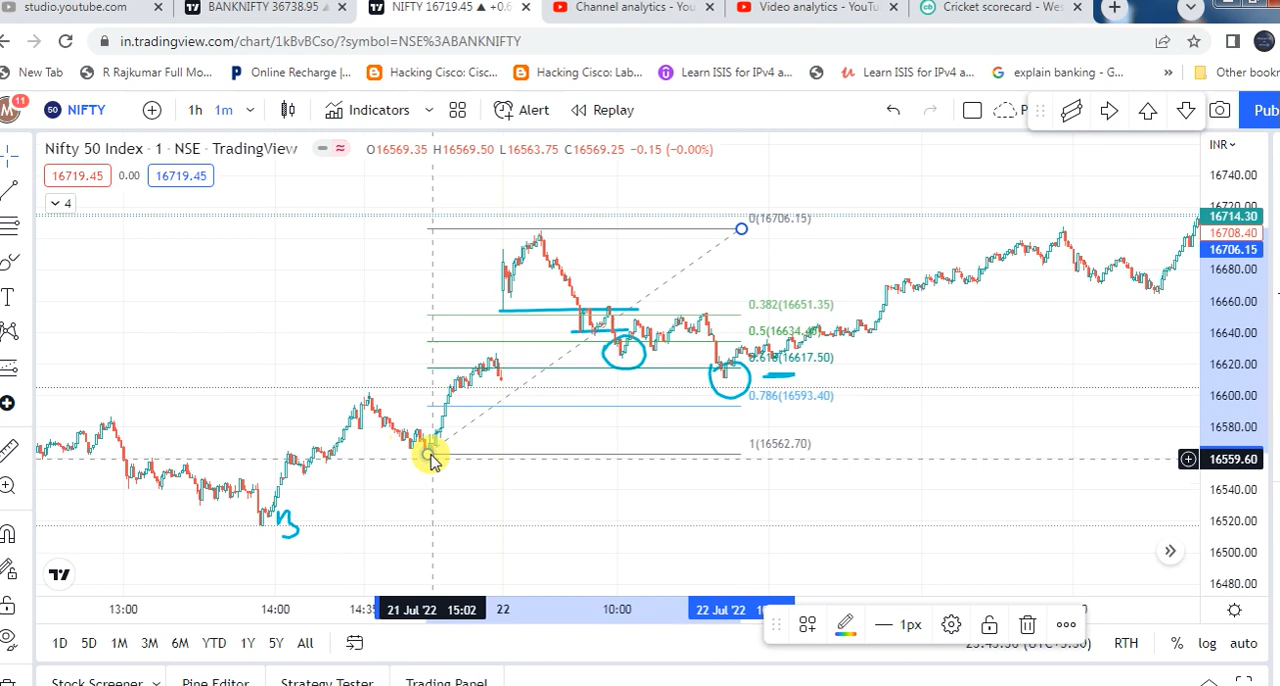 studio.youtube.com × BANKNIFTY 36738.95 × NIFTY 16719.45 ▲ +0.6 × Channel analytics - You × Video analytics - YouTu × Cricket scorecard - Wes ×
in.tradingview.com/chart/1kBvBCso/?symbol=NSE%3ABANKNIFTY
New Tab R Rajkumar Full Mo... Online Recharge |... Hacking Cisco: Cisc... Hacking Cisco: Lab... Learn ISIS for IPv4 a... Learn ISIS for IPv4 a... explain banking - G... » Other bookm
M 11 50 NIFTY 1h 1m Indicators Alert Replay P Pub
Nifty 50 Index · 1 · NSE · TradingView O16569.35 H16569.50 L16563.75 C16569.25 −0.15 (−0.00%) INR
16719.45 0.00 16719.45
4
16740.00
16720.00
16714.30
16708.40
16706.15
16680.00
16660.00
16640.00
16620.00
16600.00
16580.00
16559.60
16540.00
16520.00
16500.00
16480.00
0(16706.15)
0.382(16651.35)
0.5(16634.40)
0.618(16617.50)
0.786(16593.40)
1(16562.70)
B
13:00 14:00 14:35 21 Jul '22 15:02 22 10:00 22 Jul '22
1px
1D 5D 1M 3M 6M YTD 1Y 5Y All RTH % log auto
Stock Screener Pine Editor Strategy Tester Trading Panel